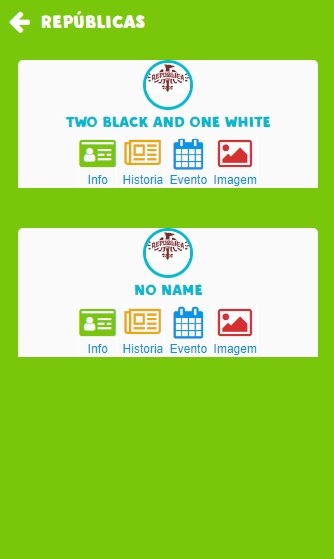 REPÚBLICAS
REPÚBLICA
TWO BLACK AND ONE WHITE
Info Historia Evento Imagem
REPÚBLICA
NO NAME
Info Historia Evento Imagem